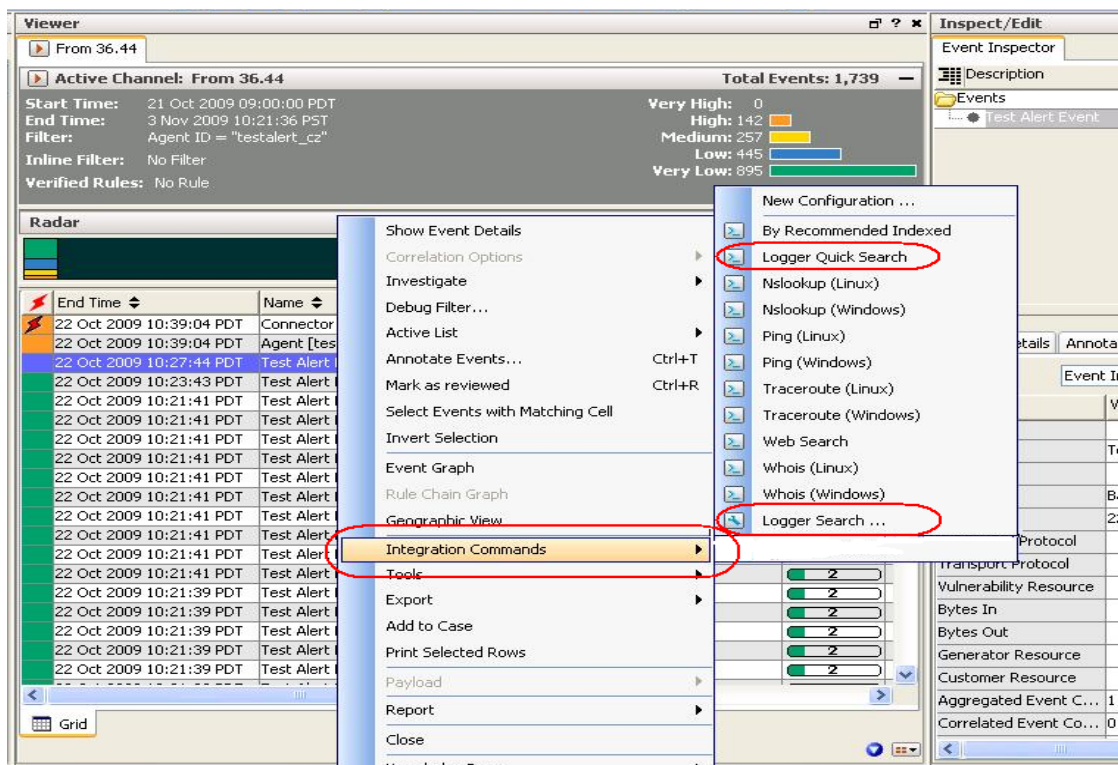 Viewer
From 36.44
Active Channel: From 36.44
Total Events: 1,739
Start Time: 21 Oct 2009 09:00:00 PDT
End Time: 3 Nov 2009 10:21:36 PST
Filter: Agent ID = "testalert_cz"
Inline Filter: No Filter
Verified Rules: No Rule
Very High: 0
High: 142
Medium: 257
Low: 445
Very Low: 895
Radar
End Time
Name
22 Oct 2009 10:39:04 PDT Connector
22 Oct 2009 10:39:04 PDT Agent [tes
22 Oct 2009 10:27:44 PDT Test Alert
22 Oct 2009 10:23:43 PDT Test Alert
22 Oct 2009 10:21:41 PDT Test Alert
22 Oct 2009 10:21:41 PDT Test Alert
22 Oct 2009 10:21:41 PDT Test Alert
22 Oct 2009 10:21:41 PDT Test Alert
22 Oct 2009 10:21:41 PDT Test Alert
22 Oct 2009 10:21:41 PDT Test Alert
22 Oct 2009 10:21:41 PDT Test Alert
22 Oct 2009 10:21:41 PDT Test Alert
22 Oct 2009 10:21:41 PDT Test Alert
22 Oct 2009 10:21:41 PDT Test Alert
22 Oct 2009 10:21:39 PDT Test Alert
22 Oct 2009 10:21:39 PDT Test Alert
22 Oct 2009 10:21:39 PDT Test Alert
22 Oct 2009 10:21:39 PDT Test Alert
22 Oct 2009 10:21:39 PDT Test Alert
2
2
2
2
2
2
Grid
Show Event Details
Correlation Options
Investigate
Debug Filter...
Active List
Annotate Events... Ctrl+T
Mark as reviewed Ctrl+R
Select Events with Matching Cell
Invert Selection
Event Graph
Rule Chain Graph
Geographic View
Integration Commands
Tools
Export
Add to Case
Print Selected Rows
Payload
Report
Close
New Configuration ...
By Recommended Indexed
Logger Quick Search
Nslookup (Linux)
Nslookup (Windows)
Ping (Linux)
Ping (Windows)
Traceroute (Linux)
Traceroute (Windows)
Web Search
Whois (Linux)
Whois (Windows)
Logger Search ...
Inspect/Edit
Event Inspector
Description
Events
Test Alert Event
tails
Annota
Event I
Protocol
Transport Protocol
Vulnerability Resource
Bytes In
Bytes Out
Generator Resource
Customer Resource
Aggregated Event C... 1
Correlated Event Co... 0